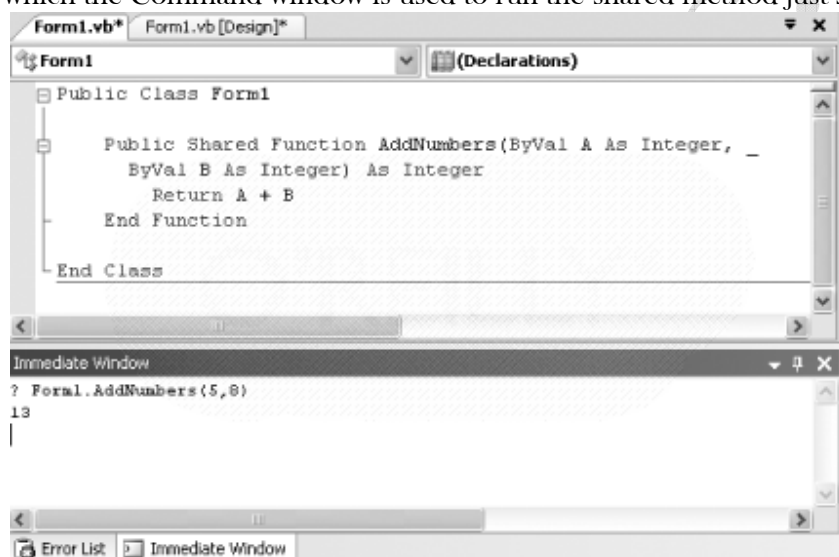 which the Command window is used to run the shared method just
Form1.vb* Form1.vb [Design]*
Form1 (Declarations)
Public Class Form1
Public Shared Function AddNumbers(ByVal A As Integer, _
ByVal B As Integer) As Integer
Return A + B
End Function
End Class
Immediate Window
? Form1.AddNumbers(5,8)
13
Error List Immediate Window